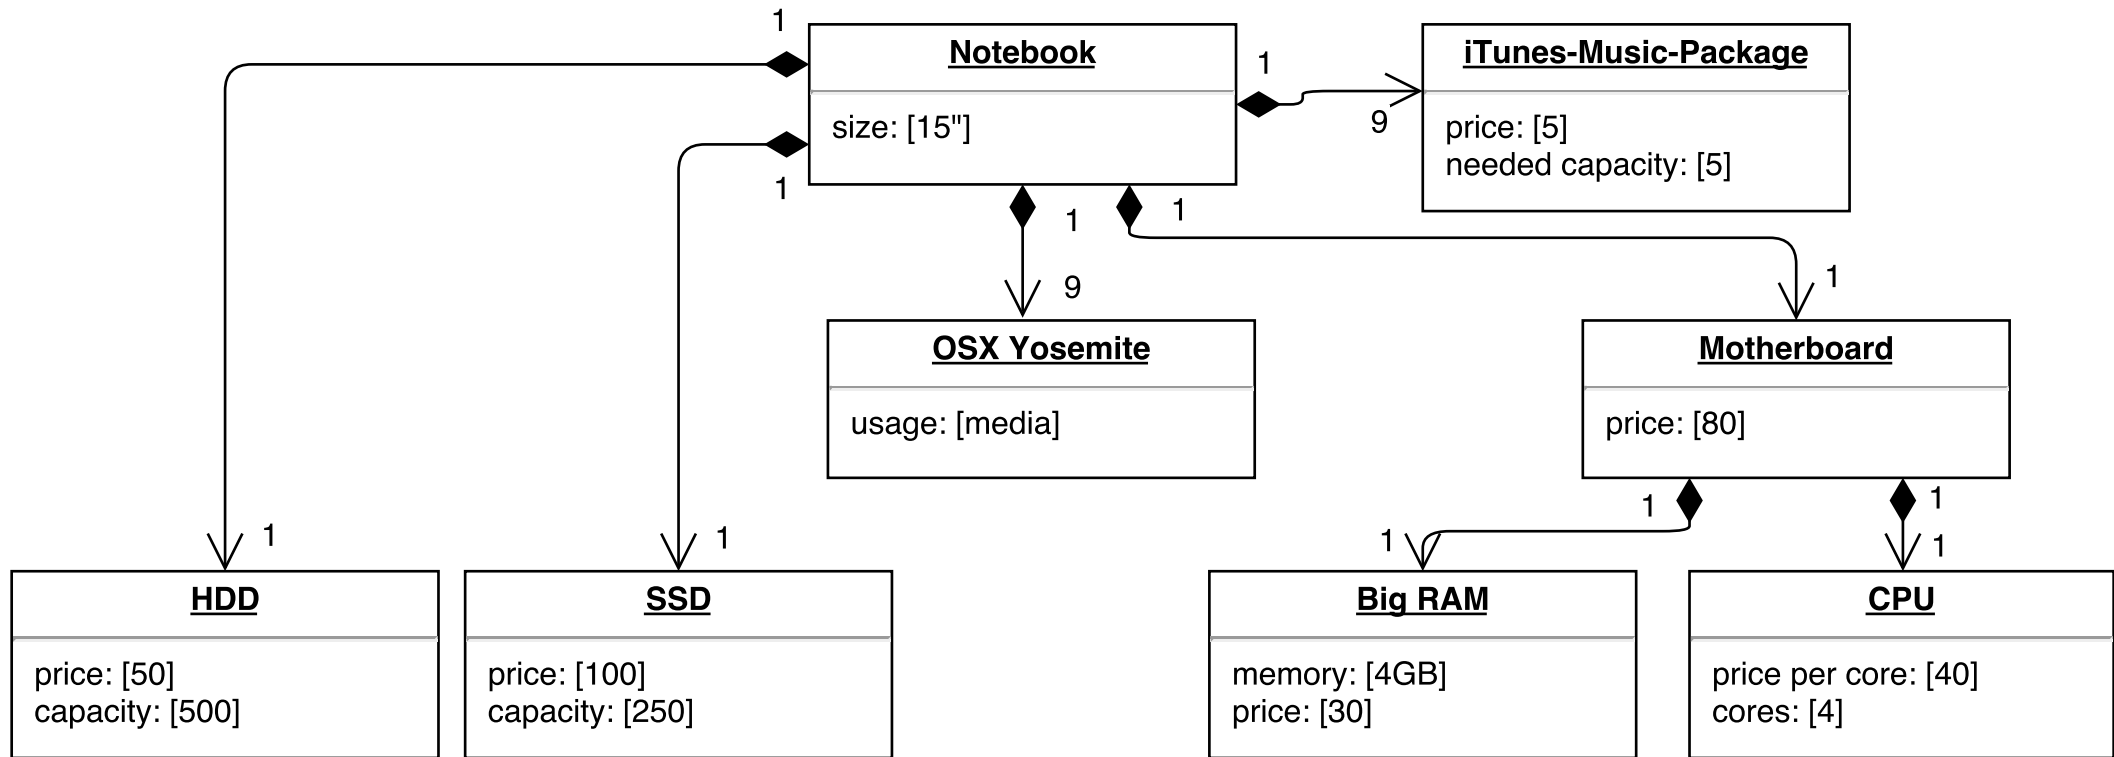 1
Notebook
size: [15"]
1
iTunes-Music-Package
price: [5]
needed capacity: [5]
9
1
1
9
1
1
OSX Yosemite
usage: [media]
Motherboard
price: [80]
1
1
1
1
1
1
HDD
price: [50]
capacity: [500]
SSD
price: [100]
capacity: [250]
Big RAM
memory: [4GB]
price: [30]
CPU
price per core: [40]
cores: [4]